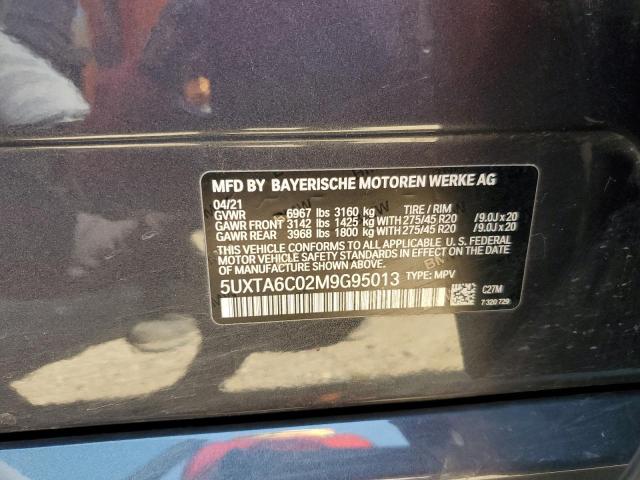 MFD BY BAYERISCHE MOTOREN WERKE AG
04/21
GVWR 6967 lbs 3160 kg TIRE / RIM
GAWR FRONT 3142 lbs 1425 kg WITH 275/45 R20 /9.0J x 20
GAWR REAR 3968 lbs 1800 kg WITH 275/45 R20 /9.0J x 20
THIS VEHICLE CONFORMS TO ALL APPLICABLE U.S. FEDERAL
MOTOR VEHICLE SAFETY STANDARDS IN EFFECT ON THE
DATE OF MANUFACTURE SHOWN ABOVE.
5UXTA6C02M9G95013 TYPE: MPV
C27M
7 320 729